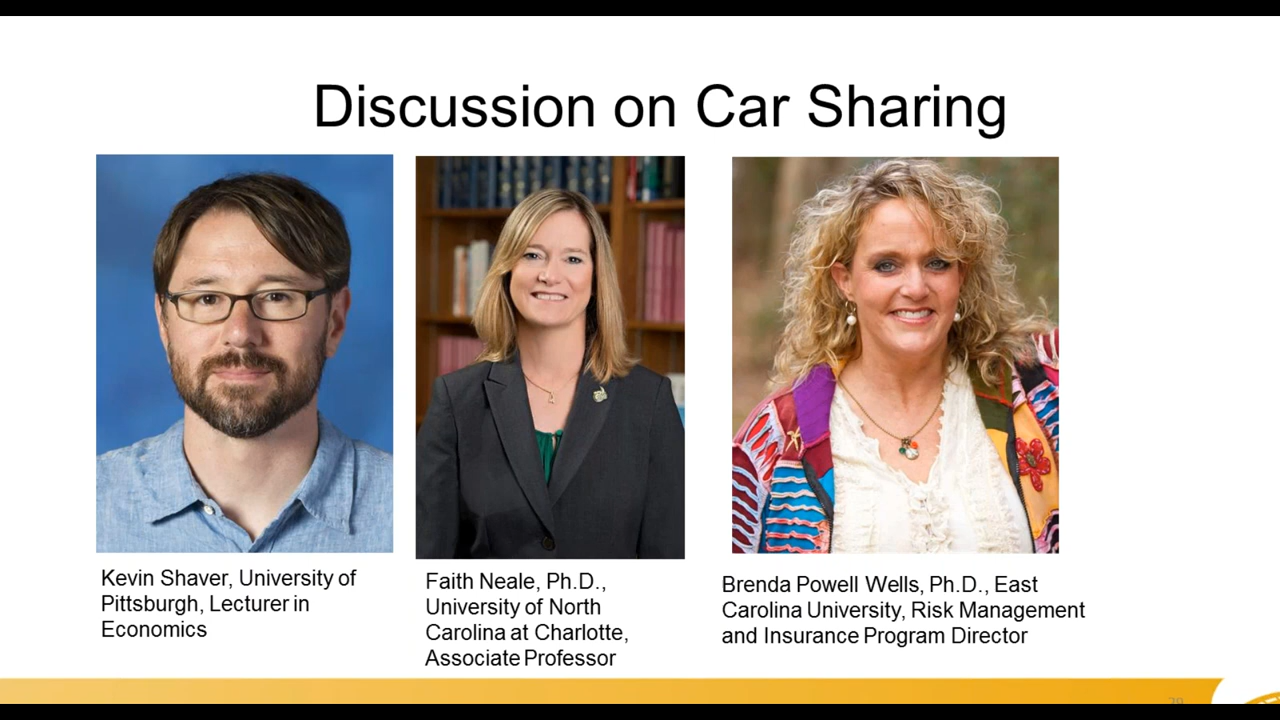 Discussion on Car Sharing
Kevin Shaver, University of
Pittsburgh, Lecturer in
Economics
Faith Neale, Ph.D.,
University of North
Carolina at Charlotte,
Associate Professor
Brenda Powell Wells, Ph.D., East
Carolina University, Risk Management
and Insurance Program Director